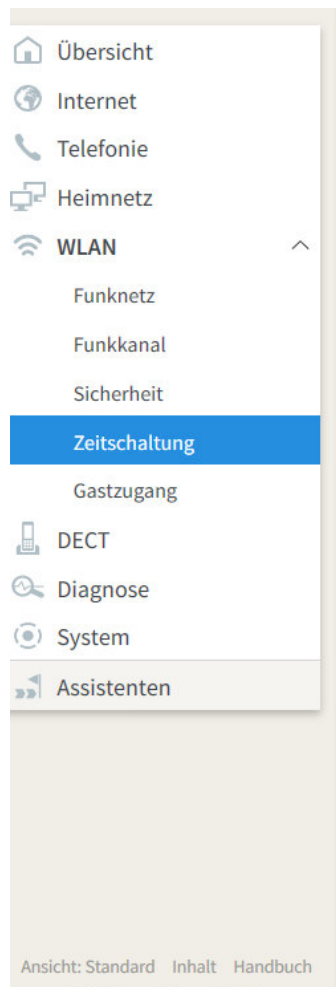 Übersicht
Internet
Telefonie
Heimnetz
WLAN
Funknetz
Funkkanal
Sicherheit
Zeitschaltung
Gastzugang
DECT
Diagnose
System
Assistenten
Ansicht: Standard Inhalt Handbuch